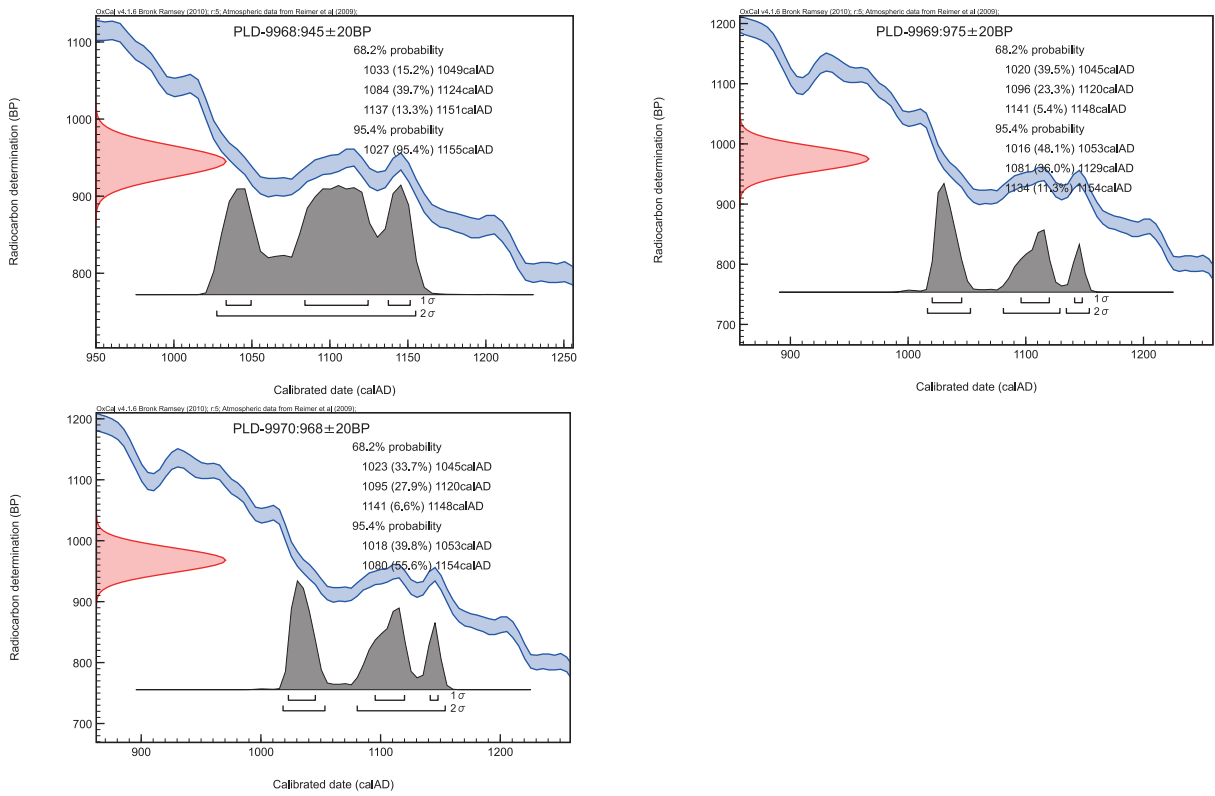 OxCal v4.1.6 Bronk Ramsey (2010); r:5; Atmospheric data from Reimer et al (2009);
PLD-9968:945±20BP
68.2% probability
1033 (15.2%) 1049calAD
1084 (39.7%) 1124calAD
1137 (13.3%) 1151calAD
95.4% probability
1027 (95.4%) 1155calAD
Radiocarbon determination (BP)
1100
1000
900
800
1σ
2σ
950 1000 1050 1100 1150 1200 1250
Calibrated date (calAD)
OxCal v4.1.6 Bronk Ramsey (2010); r:5; Atmospheric data from Reimer et al (2009);
PLD-9969:975±20BP
68.2% probability
1020 (39.5%) 1045calAD
1096 (23.3%) 1120calAD
1141 (5.4%) 1148calAD
95.4% probability
1016 (48.1%) 1053calAD
1081 (36.0%) 1129calAD
1134 (11.3%) 1154calAD
Radiocarbon determination (BP)
1200
1100
1000
900
800
700
1σ
2σ
900 1000 1100 1200
Calibrated date (calAD)
OxCal v4.1.6 Bronk Ramsey (2010); r:5; Atmospheric data from Reimer et al (2009);
PLD-9970:968±20BP
68.2% probability
1023 (33.7%) 1045calAD
1095 (27.9%) 1120calAD
1141 (6.6%) 1148calAD
95.4% probability
1018 (39.8%) 1053calAD
1080 (55.6%) 1154calAD
Radiocarbon determination (BP)
1200
1100
1000
900
800
700
1σ
2σ
900 1000 1100 1200
Calibrated date (calAD)